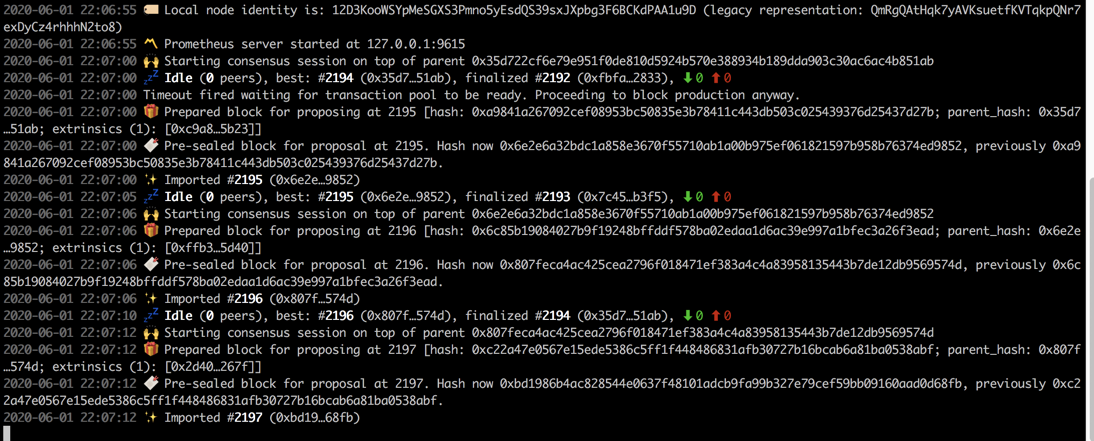 2020-06-01 22:06:55 🏷 Local node identity is: 12D3KooWSYpMeSGXS3Pmno5yEsdQS39sxJXpbg3F6BCKdPAA1u9D (legacy representation: QmRgQAtHqk7yAVKsuetfKVTqkpQNr7
exDyCz4rhhhN2to8)
2020-06-01 22:06:55 〽️ Prometheus server started at 127.0.0.1:9615
2020-06-01 22:07:00 🙌 Starting consensus session on top of parent 0x35d722cf6e79e951f0de810d5924b570e388934b189dda903c30ac6ac4b851ab
2020-06-01 22:07:00 💤 Idle (0 peers), best: #2194 (0x35d7…51ab), finalized #2192 (0xfbfa…2833), ⬇ 0 ⬆ 0
2020-06-01 22:07:00 Timeout fired waiting for transaction pool to be ready. Proceeding to block production anyway.
2020-06-01 22:07:00 🎁 Prepared block for proposing at 2195 [hash: 0xa9841a267092cef08953bc50835e3b78411c443db503c025439376d25437d27b; parent_hash: 0x35d7
…51ab; extrinsics (1): [0xc9a8…5b23]]
2020-06-01 22:07:00 🔖 Pre-sealed block for proposal at 2195. Hash now 0x6e2e6a32bdc1a858e3670f55710ab1a00b975ef061821597b958b76374ed9852, previously 0xa9
841a267092cef08953bc50835e3b78411c443db503c025439376d25437d27b.
2020-06-01 22:07:00 ✨ Imported #2195 (0x6e2e…9852)
2020-06-01 22:07:05 💤 Idle (0 peers), best: #2195 (0x6e2e…9852), finalized #2193 (0x7c45…b3f5), ⬇ 0 ⬆ 0
2020-06-01 22:07:06 🙌 Starting consensus session on top of parent 0x6e2e6a32bdc1a858e3670f55710ab1a00b975ef061821597b958b76374ed9852
2020-06-01 22:07:06 🎁 Prepared block for proposing at 2196 [hash: 0x6c85b19084027b9f19248bffddf578ba02edaa1d6ac39e997a1bfec3a26f3ead; parent_hash: 0x6e2e
…9852; extrinsics (1): [0xffb3…5d40]]
2020-06-01 22:07:06 🔖 Pre-sealed block for proposal at 2196. Hash now 0x807feca4ac425cea2796f018471ef383a4c4a83958135443b7de12db9569574d, previously 0x6c
85b19084027b9f19248bffddf578ba02edaa1d6ac39e997a1bfec3a26f3ead.
2020-06-01 22:07:06 ✨ Imported #2196 (0x807f…574d)
2020-06-01 22:07:10 💤 Idle (0 peers), best: #2196 (0x807f…574d), finalized #2194 (0x35d7…51ab), ⬇ 0 ⬆ 0
2020-06-01 22:07:12 🙌 Starting consensus session on top of parent 0x807feca4ac425cea2796f018471ef383a4c4a83958135443b7de12db9569574d
2020-06-01 22:07:12 🎁 Prepared block for proposing at 2197 [hash: 0xc22a47e0567e15ede5386c5ff1f448486831afb30727b16bcab6a81ba0538abf; parent_hash: 0x807f
…574d; extrinsics (1): [0x2d40…267f]]
2020-06-01 22:07:12 🔖 Pre-sealed block for proposal at 2197. Hash now 0xbd1986b4ac828544e0637f48101adcb9fa99b327e79cef59bb09160aad0d68fb, previously 0xc2
2a47e0567e15ede5386c5ff1f448486831afb30727b16bcab6a81ba0538abf.
2020-06-01 22:07:12 ✨ Imported #2197 (0xbd19…68fb)